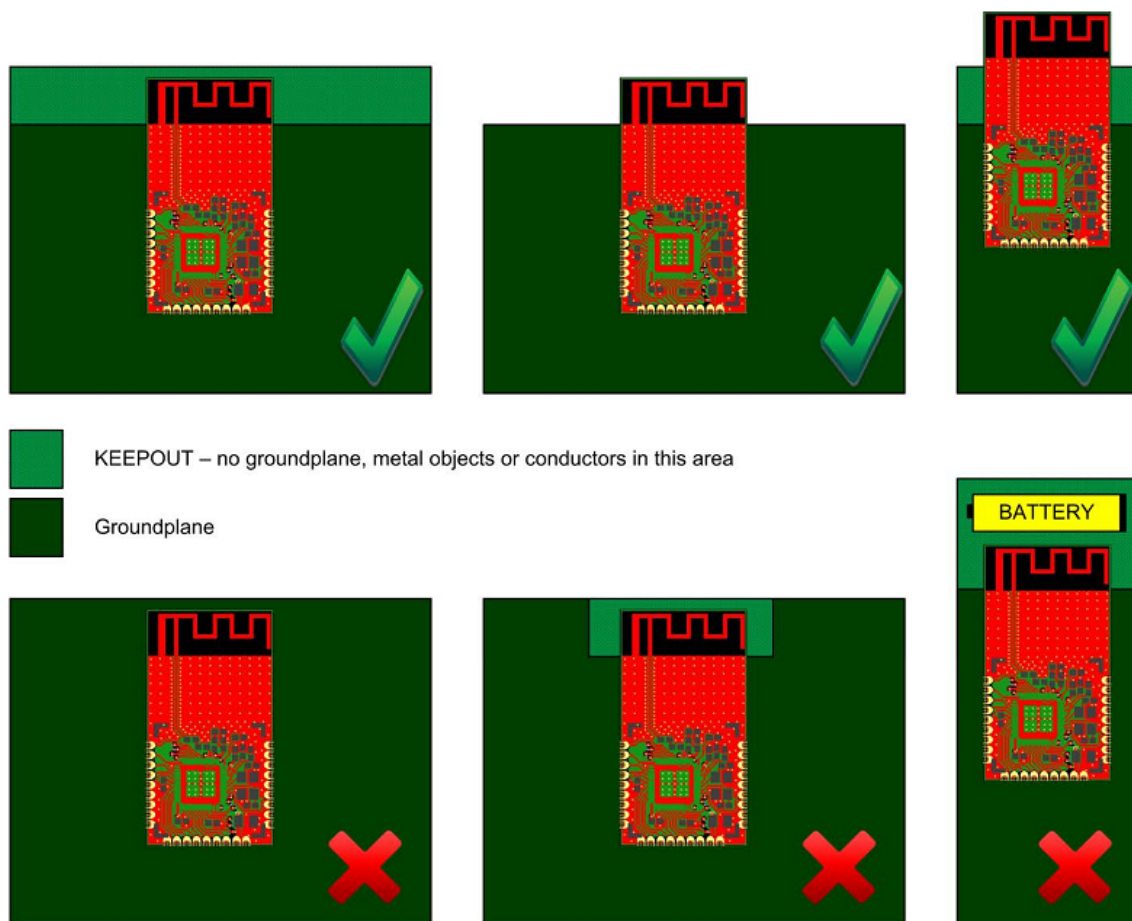 KEEPOUT – no groundplane, metal objects or conductors in this area
Groundplane
BATTERY